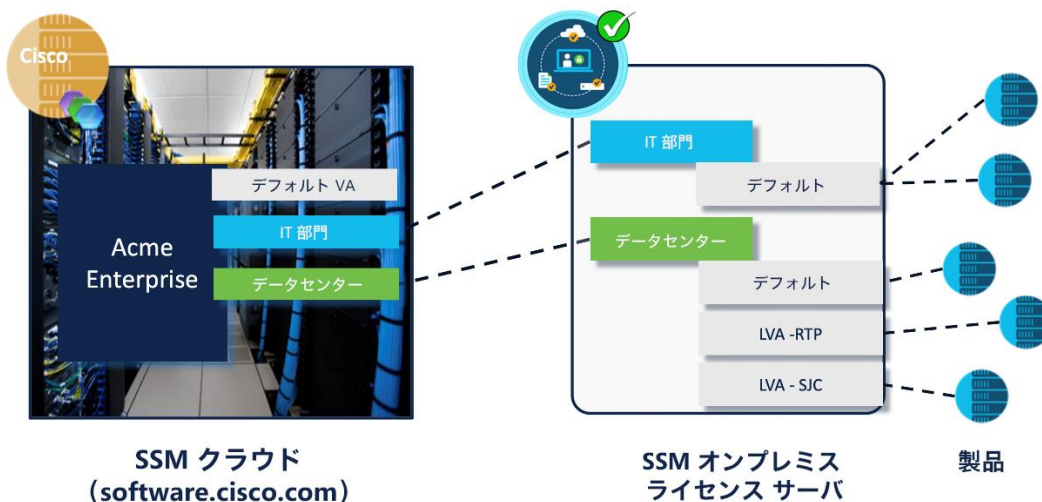 Cisco
デフォルト VA
IT 部門
データセンター
Acme
Enterprise
IT 部門
デフォルト
データセンター
デフォルト
LVA -RTP
LVA - SJC
SSM クラウド
（software.cisco.com）
SSM オンプレミス
ライセンス サーバ
製品